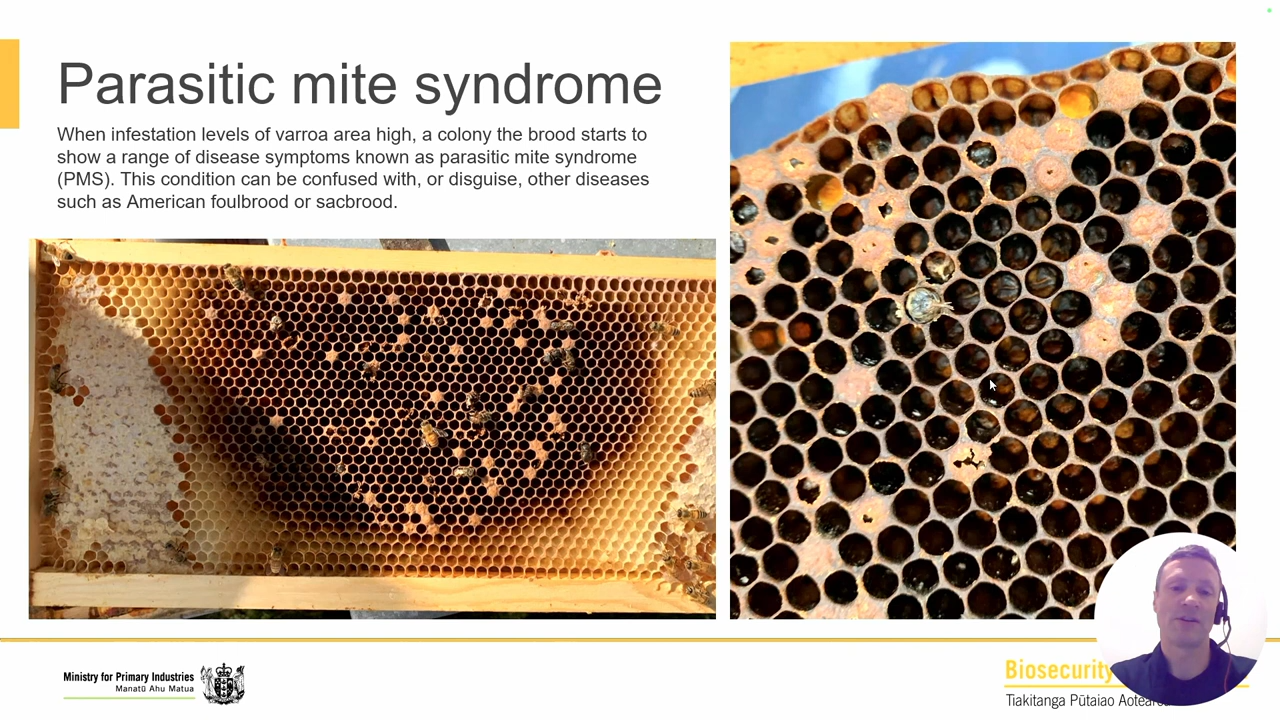 Parasitic mite syndrome
When infestation levels of varroa area high, a colony the brood starts to
show a range of disease symptoms known as parasitic mite syndrome
(PMS). This condition can be confused with, or disguise, other diseases
such as American foulbrood or sacbrood.
Ministry for Primary Industries
Manatū Ahu Matua
Biosecurity
Tiakitanga Pūtaiao